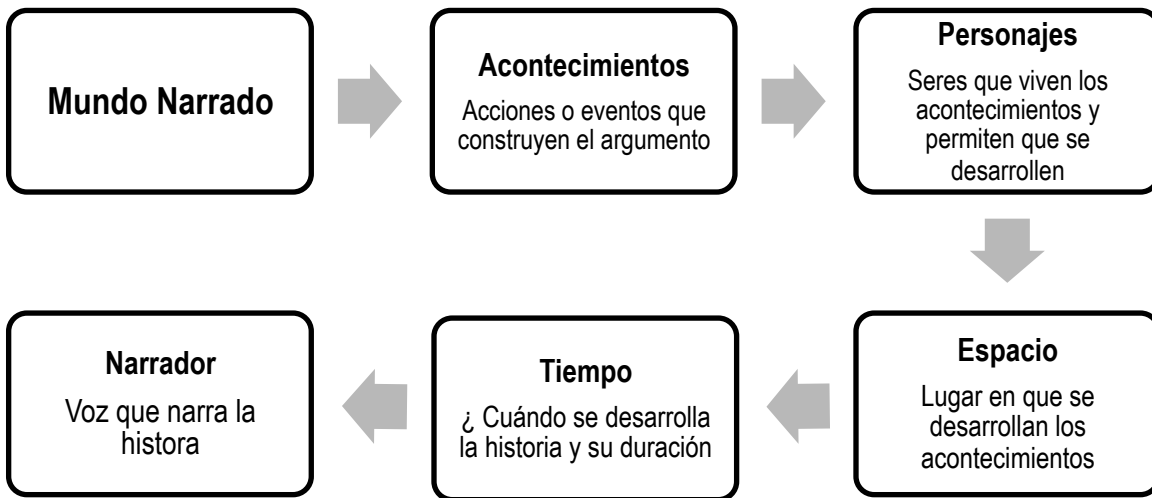 Mundo Narrado
Acontecimientos
Acciones o eventos que
construyen el argumento
Personajes
Seres que viven los
acontecimientos y
permiten que se
desarrollen
Espacio
Lugar en que se
desarrollan los
acontecimientos
Tiempo
¿ Cuándo se desarrolla
la historia y su duración
Narrador
Voz que narra la
histora